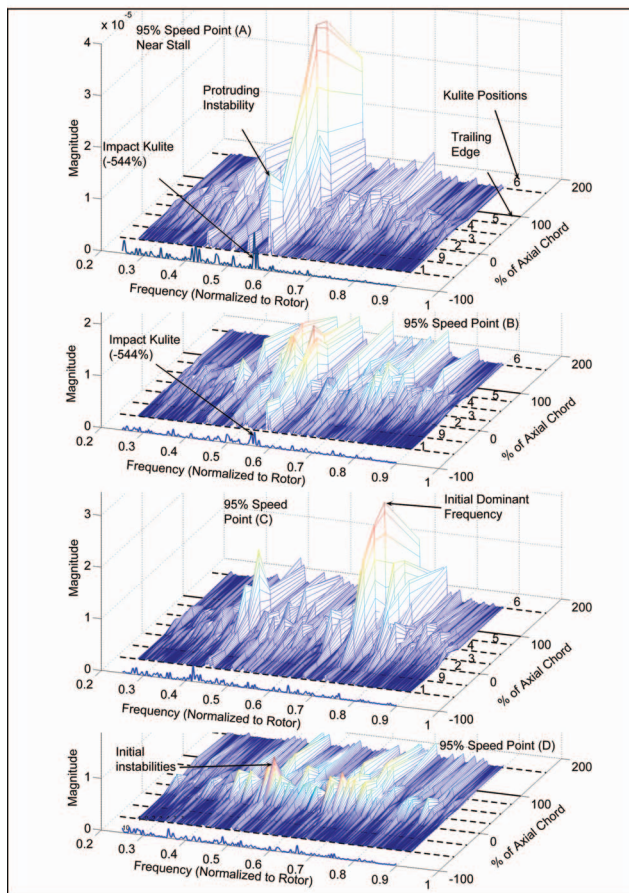 x 10⁻⁵
4
95% Speed Point (A)
Near Stall
Protruding
Instability
Kulite Positions
Trailing
Edge
Impact Kulite
(-544%)
Magnitude
3
2
1
0
0.2
0.3
0.4
0.5
0.6
0.7
0.8
0.9
1
Frequency (Normalized to Rotor)
1
9
2
3
4
5
6
-100
0
100
200
% of Axial Chord
95% Speed Point (B)
Impact Kulite
(-544%)
Magnitude
2
1
0
0.2
0.3
0.4
0.5
0.6
0.7
0.8
0.9
1
Frequency (Normalized to Rotor)
1
9
2
3
4
5
6
-100
0
100
200
% of Axial Chord
95% Speed
Point (C)
Initial Dominant
Frequency
Magnitude
3
2
1
0
0.2
0.3
0.4
0.5
0.6
0.7
0.8
0.9
1
Frequency (Normalized to Rotor)
1
9
2
3
4
5
6
-100
0
100
200
% of Axial Chord
Initial
instabilities
95% Speed Point (D)
Magnitude
1
0
0.2
0.3
0.4
0.5
0.6
0.7
0.8
0.9
1
Frequency (Normalized to Rotor)
-100
0
100
200
% of Axial Chord